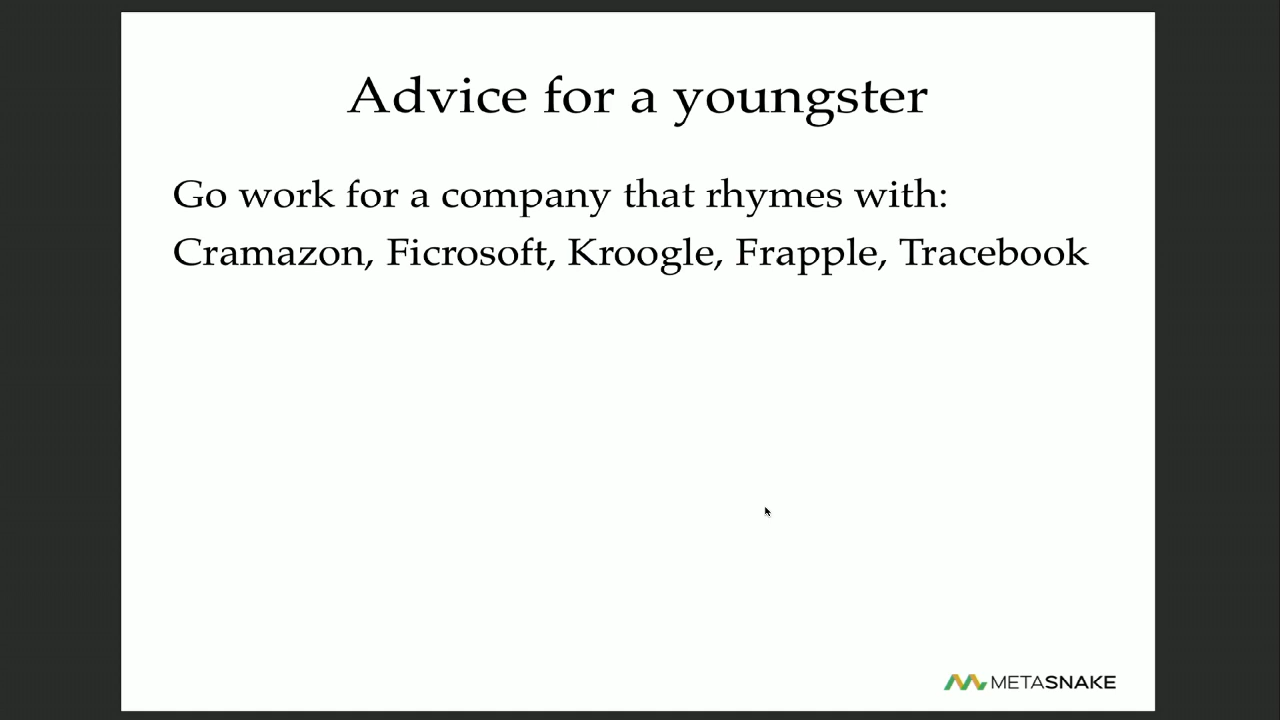 Advice for a youngster
Go work for a company that rhymes with:
Cramazon, Ficrosoft, Kroogle, Frapple, Tracebook
METASNAKE